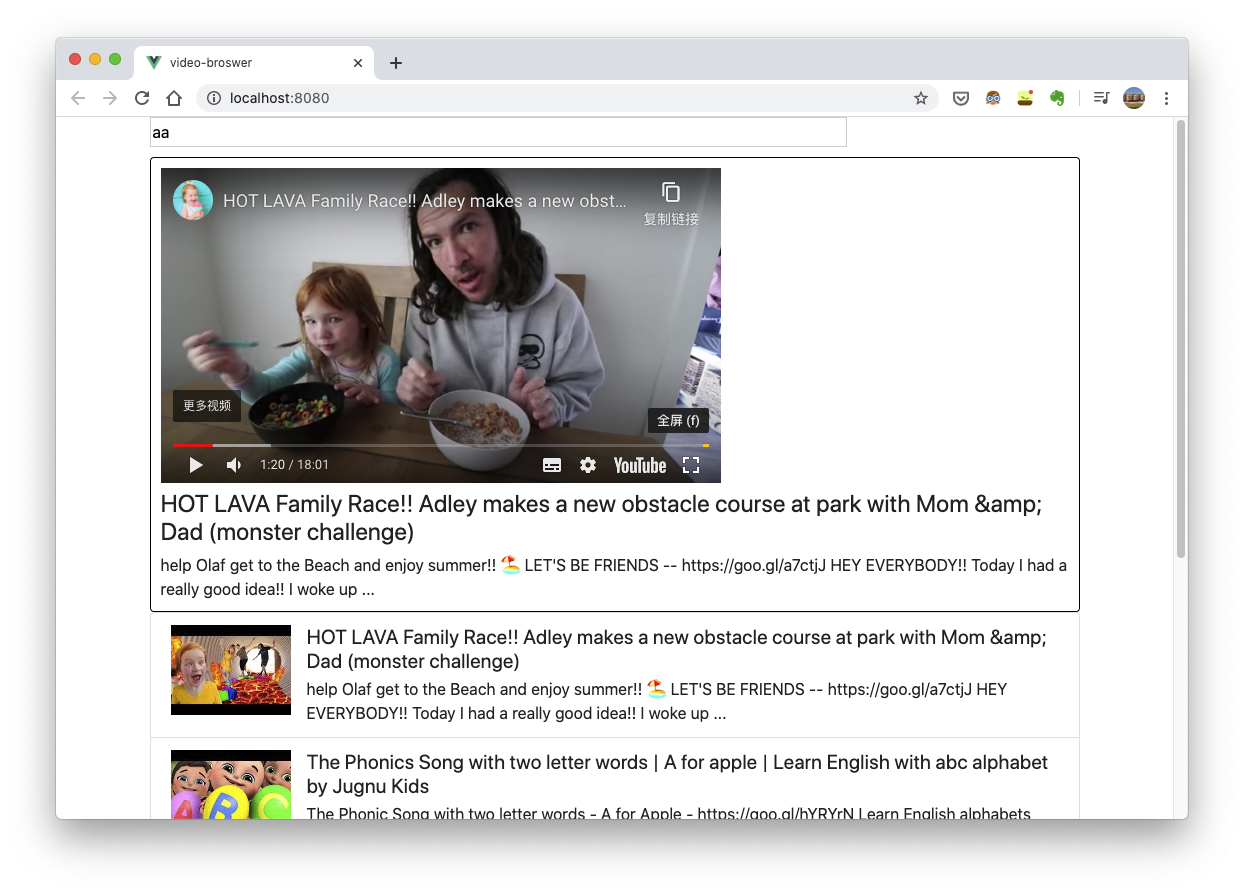 video-broswer
localhost:8080
aa
HOT LAVA Family Race!! Adley makes a new obst...
复制链接
更多视频
全屏 (f)
1:20 / 18:01
YouTube
HOT LAVA Family Race!! Adley makes a new obstacle course at park with Mom &amp;
Dad (monster challenge)
help Olaf get to the Beach and enjoy summer!! 🏖️ LET'S BE FRIENDS -- https://goo.gl/a7ctjJ HEY EVERYBODY!! Today I had a
really good idea!! I woke up ...
HOT LAVA Family Race!! Adley makes a new obstacle course at park with Mom &amp;
Dad (monster challenge)
help Olaf get to the Beach and enjoy summer!! 🏖️ LET'S BE FRIENDS -- https://goo.gl/a7ctjJ HEY
EVERYBODY!! Today I had a really good idea!! I woke up ...
The Phonics Song with two letter words | A for apple | Learn English with abc alphabet
by Jugnu Kids
A B C
The Phonic Song with two letter words - A for Apple - https://goo.gl/hYRYrN Learn English alphabets